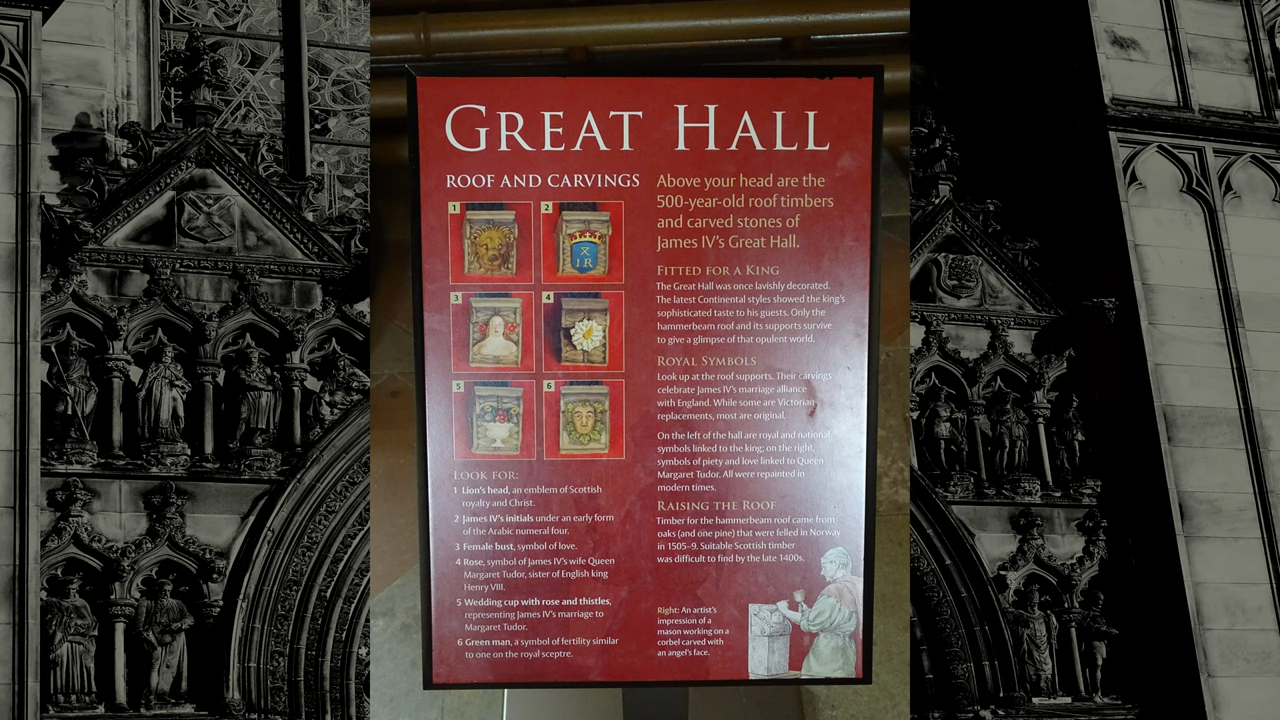 GREAT HALL
ROOF AND CARVINGS
1
2
3
4
5
6
X
IR
LOOK FOR:
1 Lion's head, an emblem of Scottish
royalty and Christ.
2 James IV's initials under an early form
of the Arabic numeral four.
3 Female bust, symbol of love.
4 Rose, symbol of James IV's wife Queen
Margaret Tudor, sister of English king
Henry VIII.
5 Wedding cup with rose and thistles,
representing James IV's marriage to
Margaret Tudor.
6 Green man, a symbol of fertility similar
to one on the royal sceptre.
Above your head are the
500-year-old roof timbers
and carved stones of
James IV's Great Hall.
FITTED FOR A KING
The Great Hall was once lavishly decorated.
The latest Continental styles showed the king's
sophisticated taste to his guests. Only the
hammerbeam roof and its supports survive
to give a glimpse of that opulent world.
ROYAL SYMBOLS
Look up at the roof supports. Their carvings
celebrate James IV's marriage alliance
with England. While some are Victorian
replacements, most are original.
On the left of the hall are royal and national
symbols linked to the king; on the right,
symbols of piety and love linked to Queen
Margaret Tudor. All were repainted in
modern times.
RAISING THE ROOF
Timber for the hammerbeam roof came from
oaks (and one pine) that were felled in Norway
in 1505–9. Suitable Scottish timber
was difficult to find by the late 1400s.
Right: An artist's
impression of a
mason working on a
corbel carved with
an angel's face.